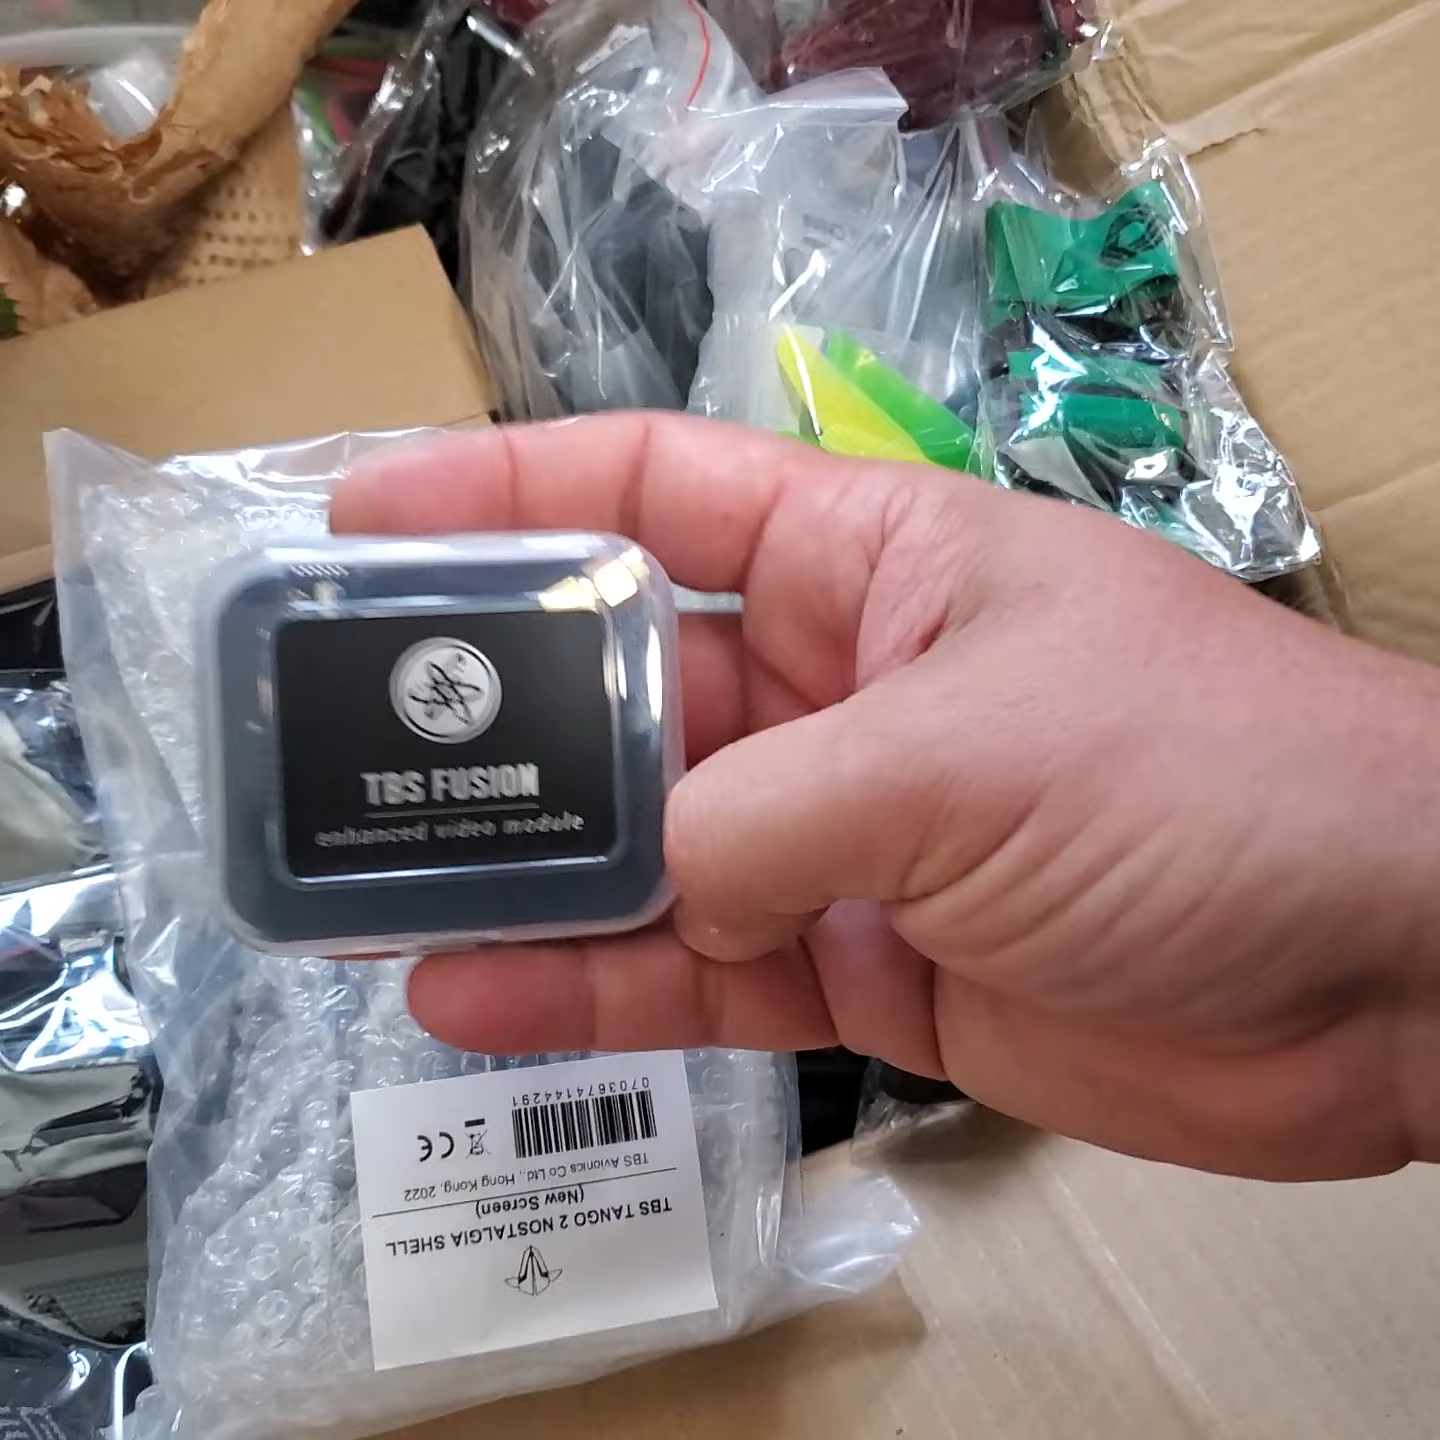 TBS FUSION
enhanced video module
TBS TANGO 2 NOSTALGIA SHELL
(New Screen)
TBS Avionics Co Ltd., Hong Kong, 2022
CE
0703674144291